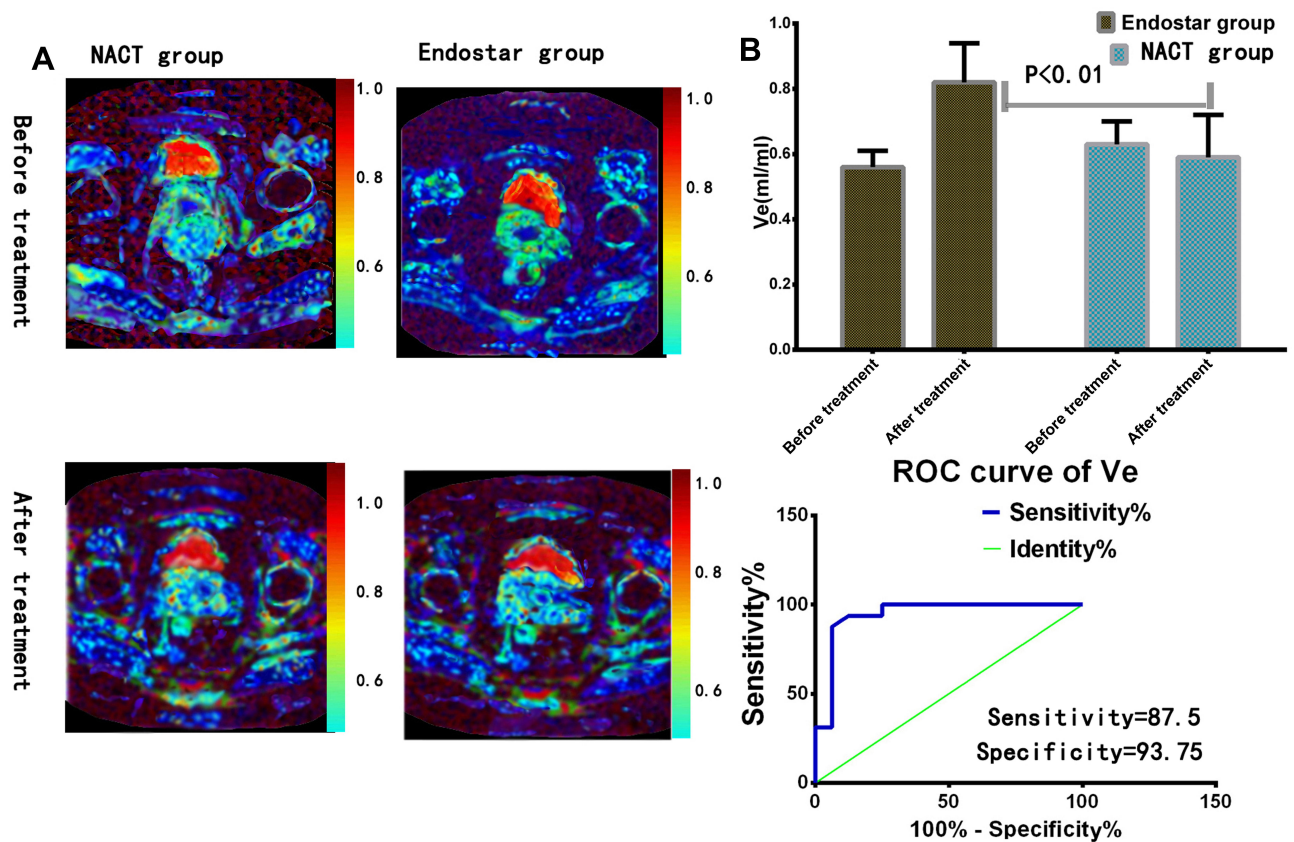 A
NACT group
Endostar group
Before treatment
1.0
0.8
0.6
1.0
0.8
0.6
After treatment
1.0
0.8
0.6
1.0
0.8
0.6
B
Endostar group
NACT group
P<0.01
Ve(ml/ml)
1.0
0.8
0.6
0.4
0.2
0.0
Before treatment
After treatment
Before treatment
After treatment
ROC curve of Ve
Sensitivity%
Identity%
Sensitivity%
150
100
50
0
Sensitivity=87.5
Specificity=93.75
0
50
100
150
100% - Specificity%